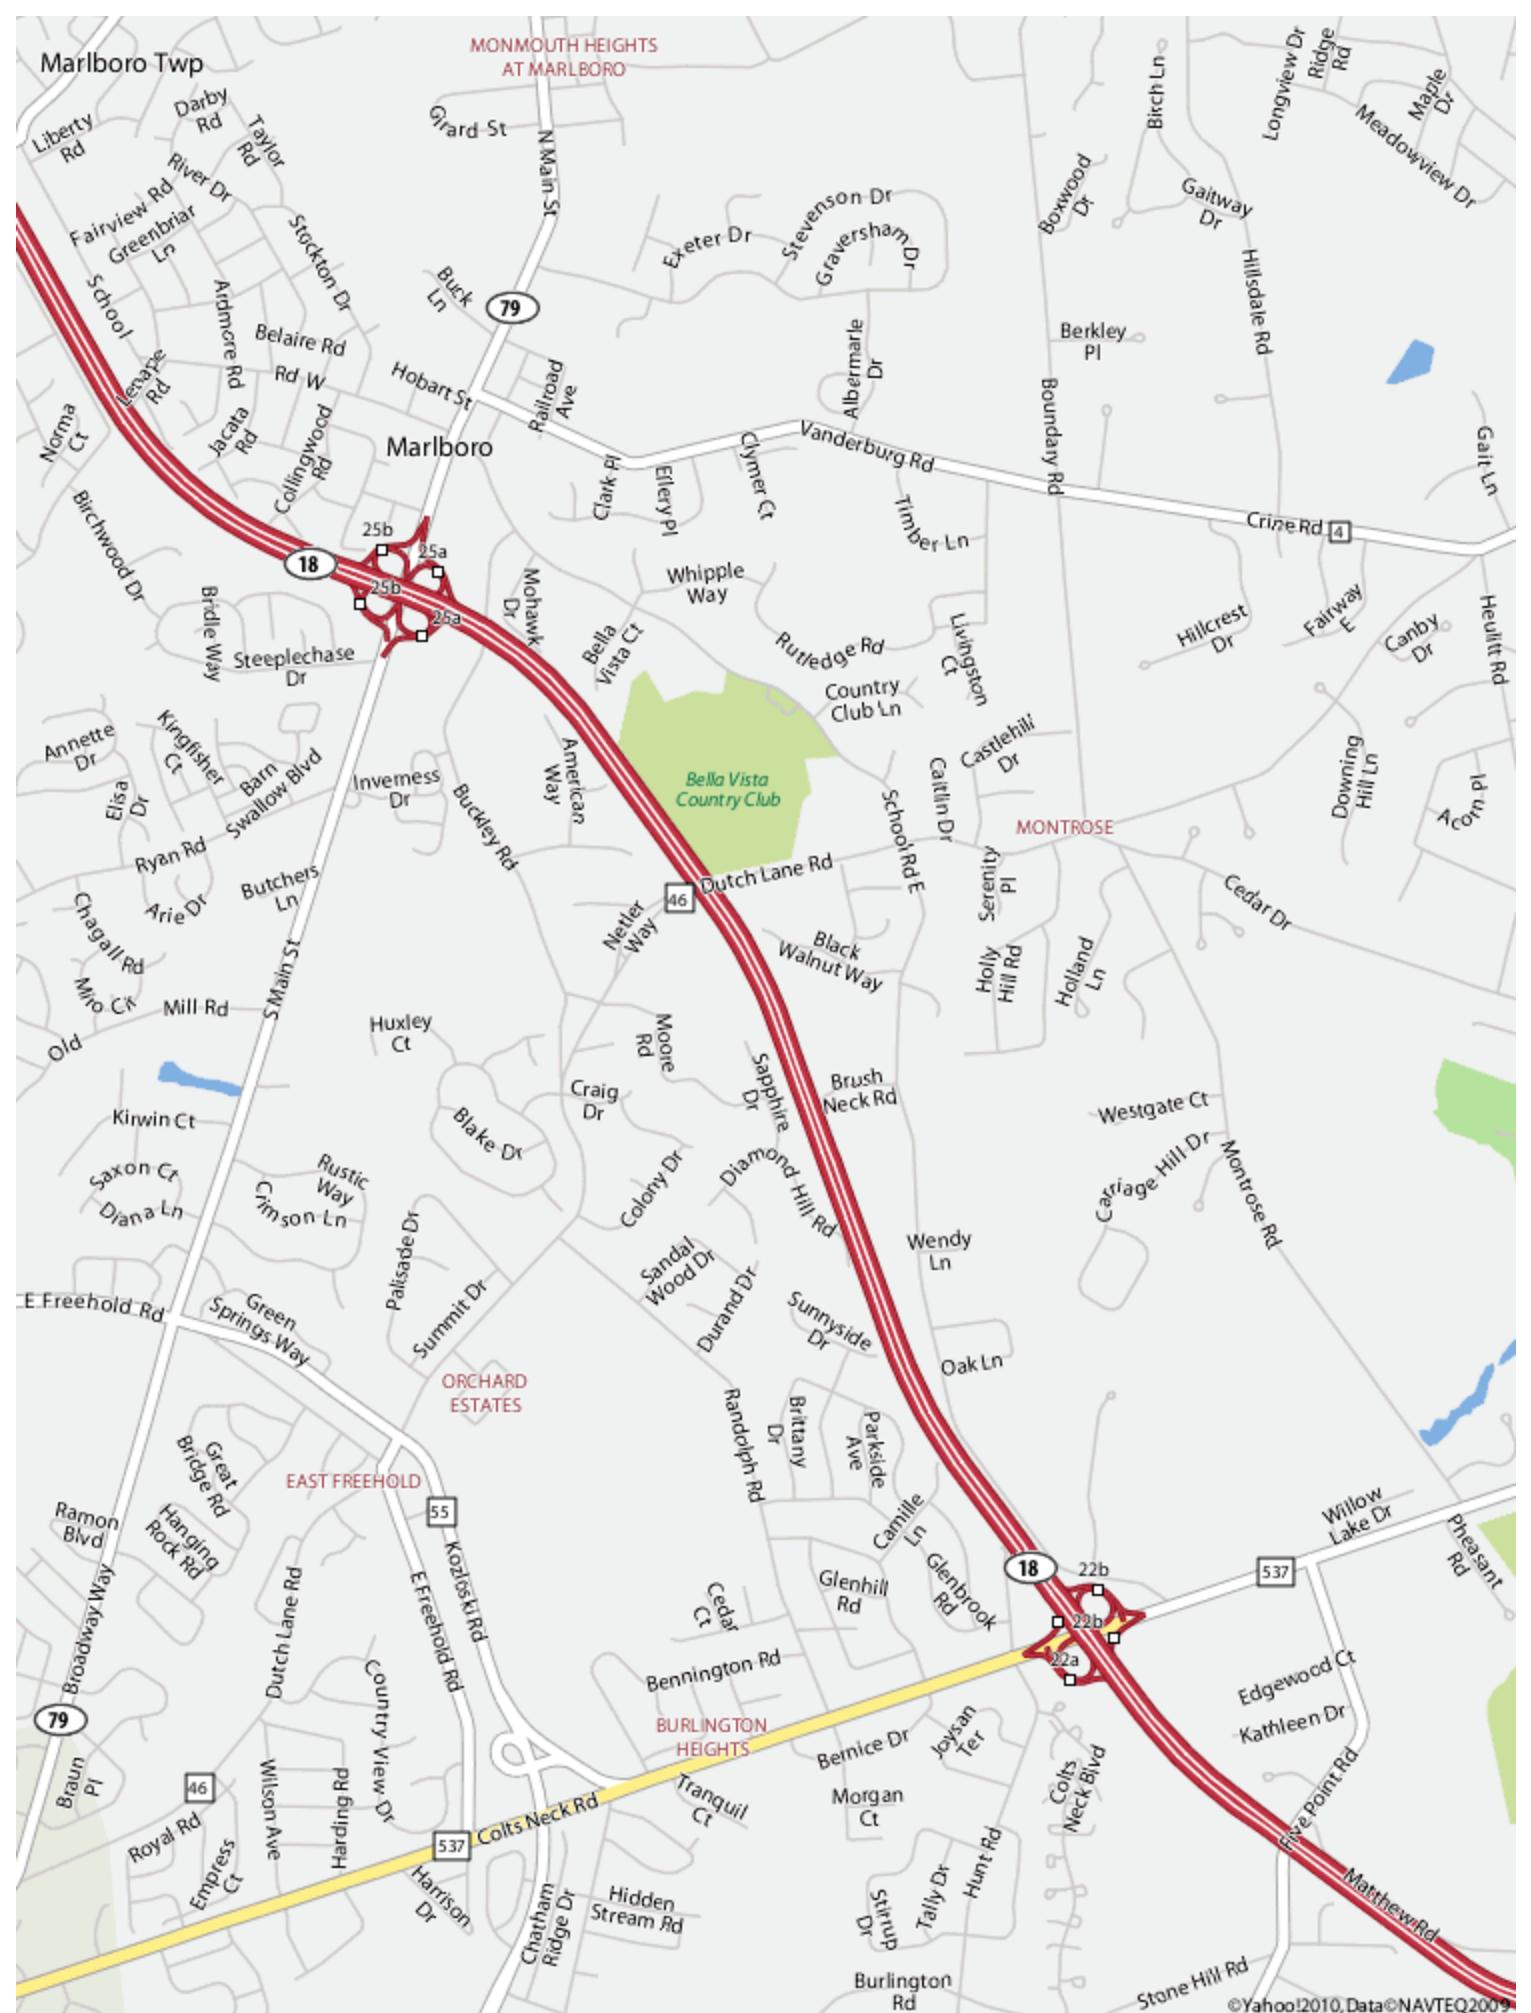 Marlboro Twp
MONMOUTH HEIGHTS
AT MARLBORO
Liberty
Rd
Darby
Rd
Taylor
Rd
Girard St
N Main St
Birch Ln
Longview Dr
Ridge
Rd
Maple
Dr
Meadowview Dr
River Dr
Fairview Rd
Greenbriar
Ln
Stockton Dr
Exeter Dr
Stevenson Dr
Graversham Dr
Boxwood
Dr
Gaitway
Dr
School
Ardmore Rd
Buck
Ln
79
Belaire Rd
Rd W
Hobart St
Railroad
Ave
Albermarle
Dr
Berkley
Pl
Hillsdale Rd
Lenape
Rd
Norma
Ct
Jacata
Rd
Collingwood
Rd
Marlboro
Clark Pl
Ellery Pl
Clymer Ct
Vanderburg Rd
Boundary Rd
Gait Ln
Birchwood Dr
25b
25a
18
25b
25a
Timber Ln
Crine Rd
4
Bridle Way
Steeplechase
Dr
Mohawk
Dr
Bella
Vista Ct
Whipple
Way
Rutledge Rd
Livingston
Ct
Country
Club Ln
Hillcrest
Dr
Fairway
E
Canby
Dr
Heulitt Rd
Annette
Dr
Kingfisher
Ct
Elisa
Dr
Barn
Swallow Blvd
Inverness
Dr
American
Way
Bella Vista
Country Club
Castlehill
Dr
Caitlin Dr
School Rd E
MONTROSE
Downing
Hill Ln
Acorn
Pl
Ryan Rd
Butchers
Ln
Buckley Rd
Arie Dr
Chagall Rd
46
Dutch Lane Rd
Netler
Way
Serenity
Pl
Cedar Dr
Black
Walnut Way
Holly
Hill Rd
Holland
Ln
Miro Ct
Mill Rd
Old
S Main St
Huxley
Ct
Moore
Rd
Sapphire
Dr
Brush
Neck Rd
Craig
Dr
Blake Dr
Westgate Ct
Kirwin Ct
Saxon Ct
Diana Ln
Rustic
Way
Crimson Ln
Colony Dr
Diamond Hill Rd
Carriage Hill Dr
Montrose Rd
Palisade Dr
Summit Dr
Sandal
Wood Dr
Durand Dr
Wendy
Ln
E Freehold Rd
Green
Springs Way
Sunnyside
Dr
Oak Ln
ORCHARD
ESTATES
Randolph Rd
Brittany
Dr
Parkside
Ave
Great
Bridge Rd
EAST FREEHOLD
Ramon
Blvd
Hanging
Rock Rd
55
Camille
Ln
Willow
Lake Dr
Pheasant
Rd
Broadway Way
Dutch Lane Rd
E Freehold Rd
Kozloski Rd
Cedar
Ct
Glenhill
Rd
Glenbrook
Rd
18
22b
22b
22a
537
Bennington Rd
Country View Dr
79
BURLINGTON
HEIGHTS
Bernice Dr
Joysan
Ter
Edgewood Ct
Kathleen Dr
Colts
Neck Blvd
Braun
Pl
46
Royal Rd
Wilson Ave
Harding Rd
Empress
Ct
537
Colts Neck Rd
Tranquil
Ct
Morgan
Ct
Five Point Rd
Harrison
Dr
Chatham
Ridge Dr
Hidden
Stream Rd
Stirrup
Dr
Tally Dr
Hunt Rd
Matthew Rd
Burlington
Rd
Stone Hill Rd
©Yahoo!2010, Data©NAVTEQ2009